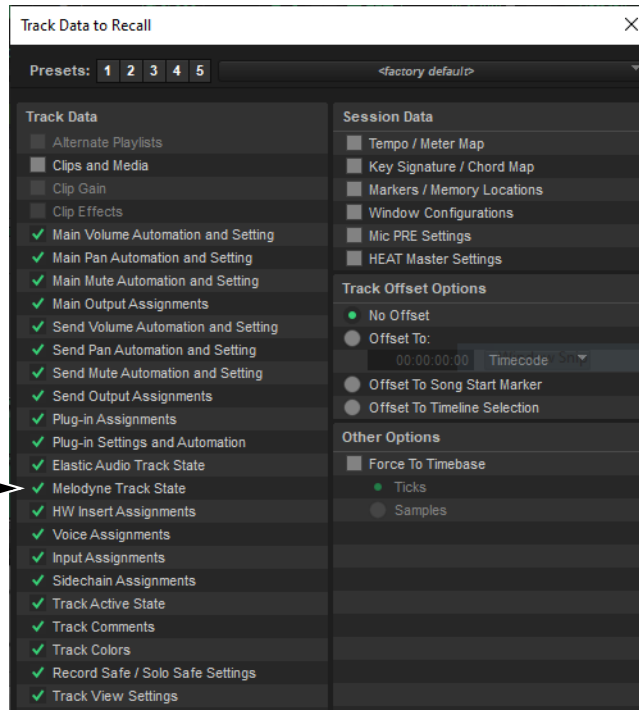 Track Data to Recall
Presets: 1 2 3 4 5 <factory default>
Track Data
Alternate Playlists
Clips and Media
Clip Gain
Clip Effects
Main Volume Automation and Setting
Main Pan Automation and Setting
Main Mute Automation and Setting
Main Output Assignments
Send Volume Automation and Setting
Send Pan Automation and Setting
Send Mute Automation and Setting
Send Output Assignments
Plug-in Assignments
Plug-in Settings and Automation
Elastic Audio Track State
Melodyne Track State
HW Insert Assignments
Voice Assignments
Input Assignments
Sidechain Assignments
Track Active State
Track Comments
Track Colors
Record Safe / Solo Safe Settings
Track View Settings
Session Data
Tempo / Meter Map
Key Signature / Chord Map
Markers / Memory Locations
Window Configurations
Mic PRE Settings
HEAT Master Settings
Track Offset Options
No Offset
Offset To:
00:00:00:00 Timecode
Offset To Song Start Marker
Offset To Timeline Selection
Other Options
Force To Timebase
Ticks
Samples